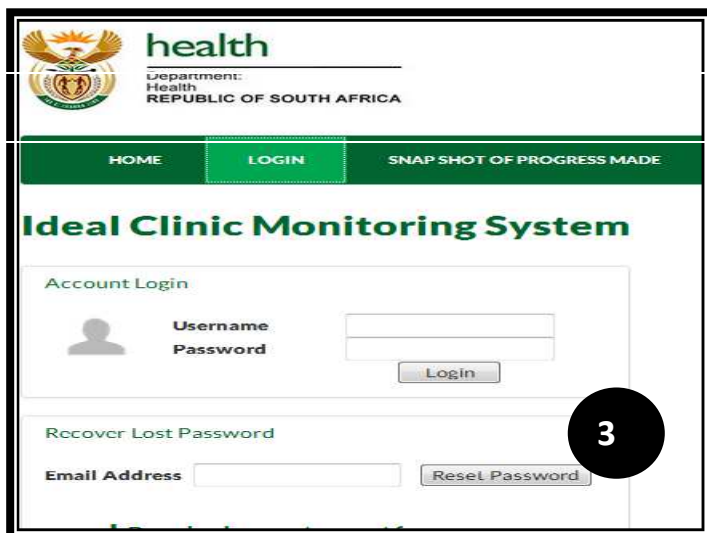 health
Department:
Health
REPUBLIC OF SOUTH AFRICA
HOME LOGIN SNAP SHOT OF PROGRESS MADE
Ideal Clinic Monitoring System
Account Login
Username
Password
Login
Recover Lost Password
3
Email Address Reset Password